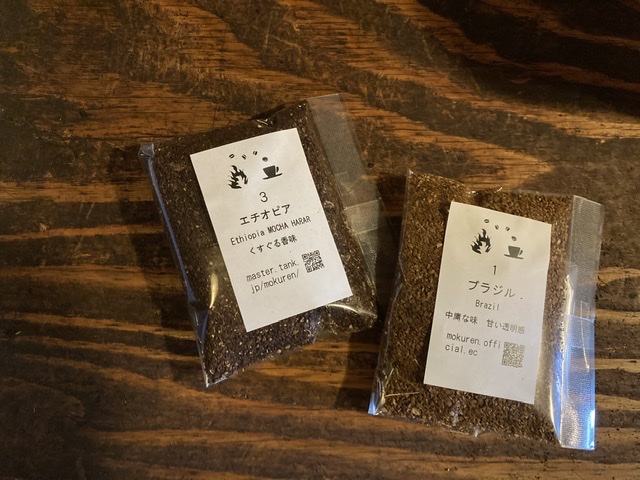 3
エチオピア
Ethiopia MOCHA HARAR
くすぐる香味
master.tank.
jp/mokuren/
1
ブラジル.
Brazil
中庸な味 甘い透明感
mokuren.offi
cial.ec